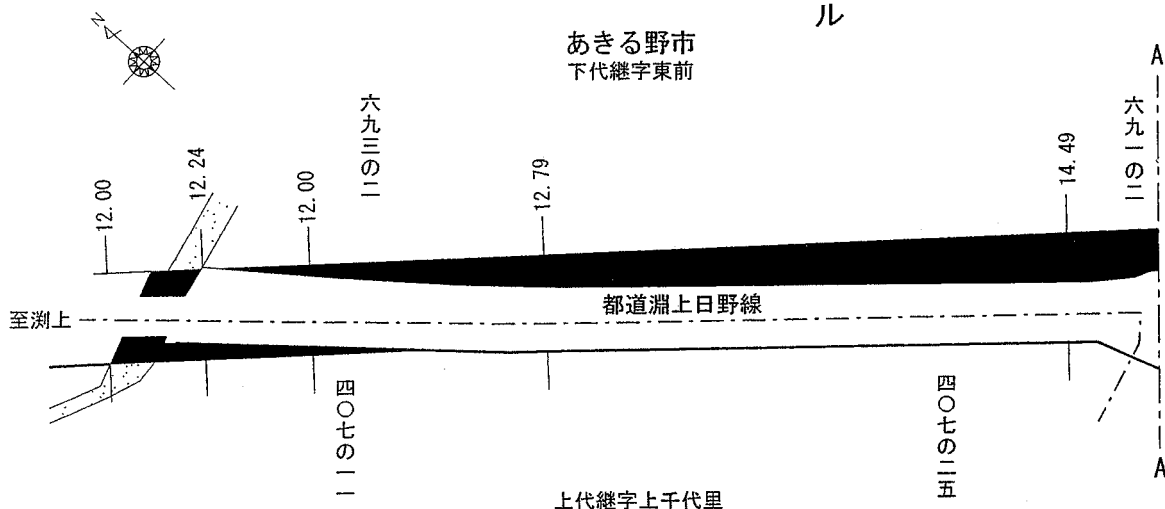 ル
N
あきる野市
下代継字東前
A
六九三の二
六九一の二
12.00
12.24
12.00
12.79
14.49
都道淵上日野線
至渕上
四〇七の一一
四〇七の二五
A
上代継字上千代里